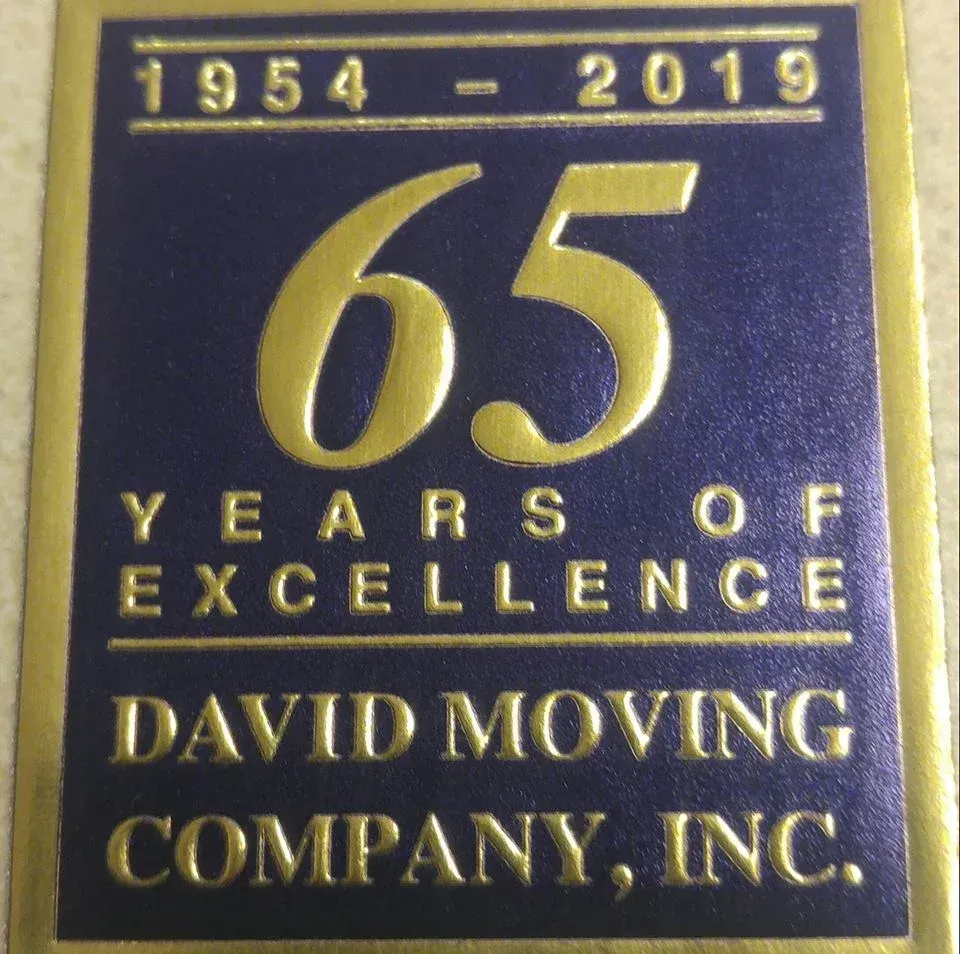 1954 - 2019
65
YEARS OF
EXCELLENCE
DAVID MOVING
COMPANY, INC.